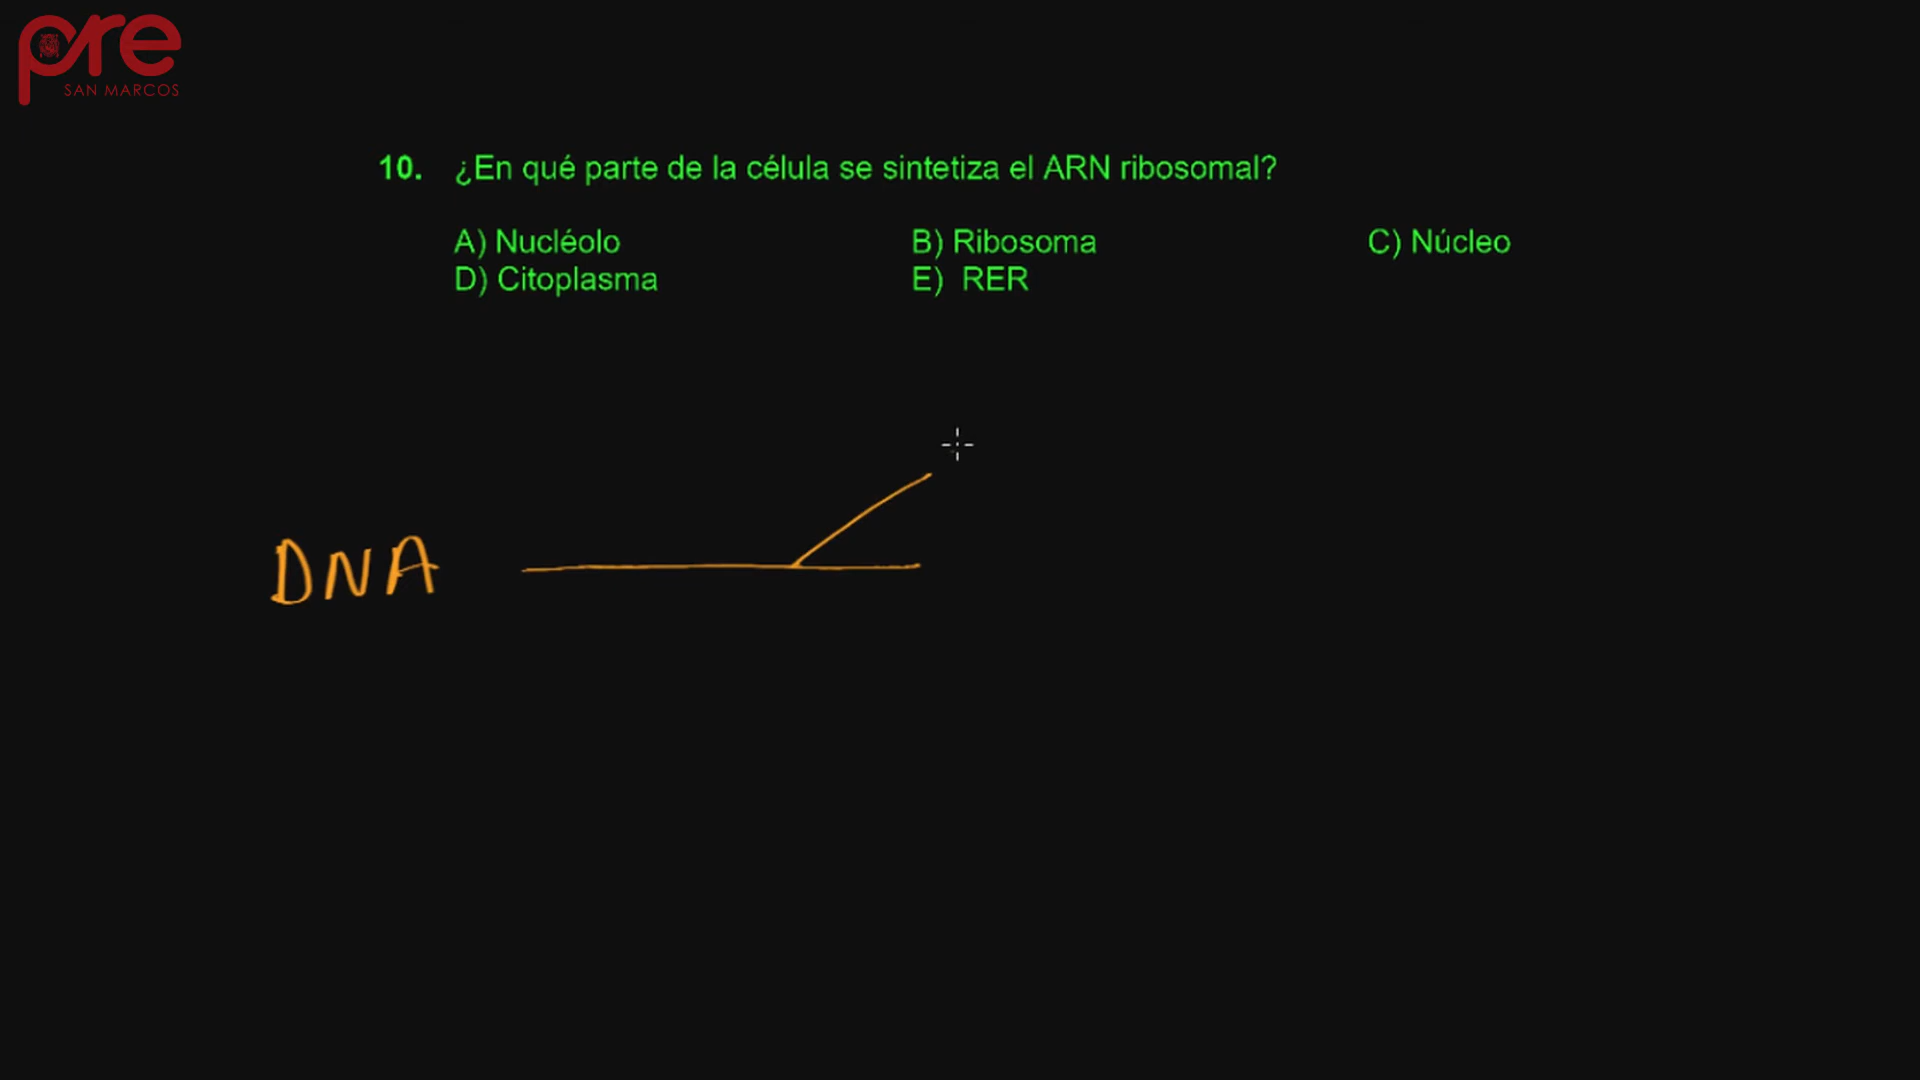 pre
SAN MARCOS
10. ¿En qué parte de la célula se sintetiza el ARN ribosomal?
A) Nucléolo B) Ribosoma C) Núcleo
D) Citoplasma E) RER
DNA